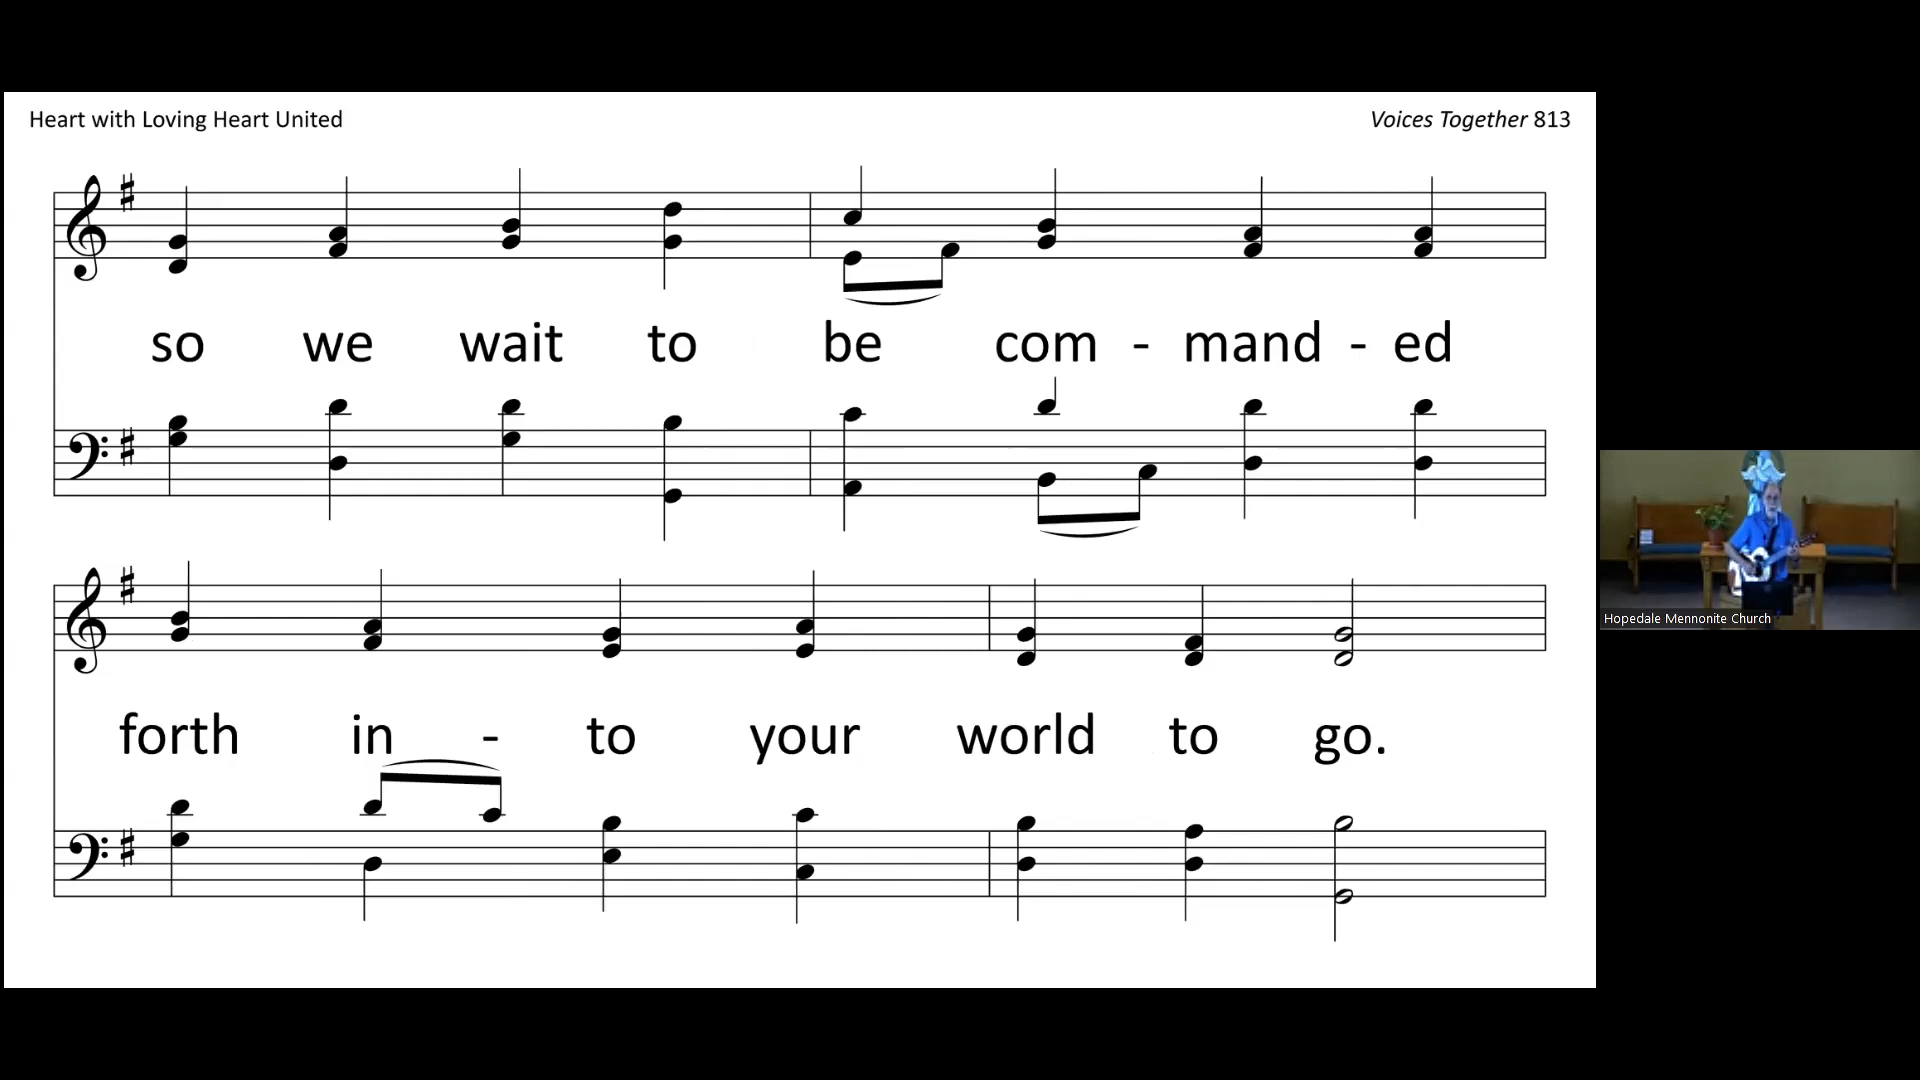 Heart with Loving Heart United
Voices Together 813
so we wait to be com - mand - ed
forth in - to your world to go.
Hopedale Mennonite Church